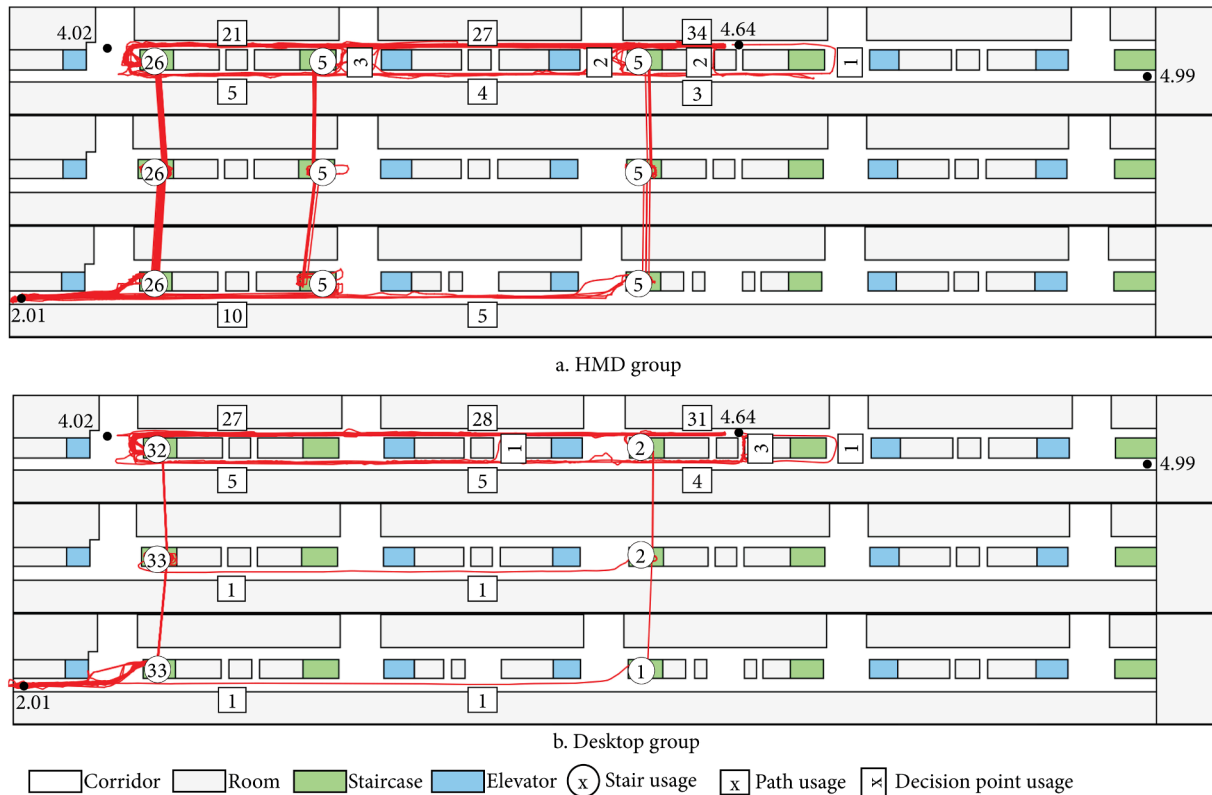 4.02 21 27 34 4.64
26 5 3 2 5 2 1
5 4 3 4.99
26 5 5
26 5 5
2.01 10 5
a. HMD group
4.02 27 28 31 4.64
32 1 2 3 1
5 5 4 4.99
33 2
1 1
33 1
2.01 1 1
b. Desktop group
Corridor Room Staircase Elevator x Stair usage x Path usage x Decision point usage